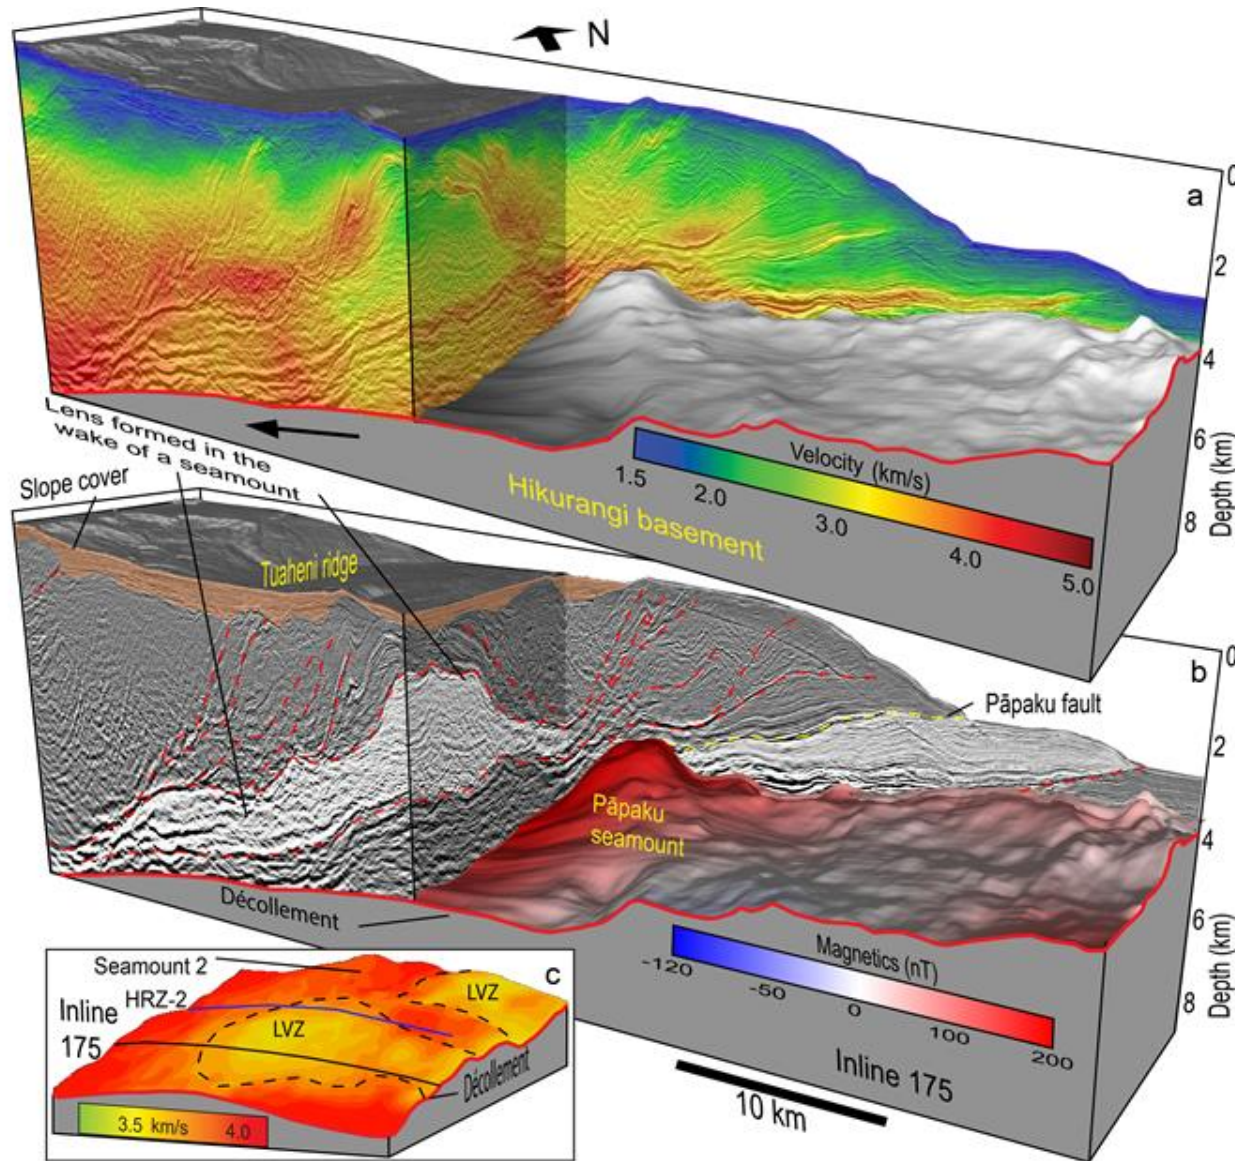 N
a
0
2
4
6
8
Depth (km)
Velocity (km/s)
1.5
2.0
3.0
4.0
5.0
Hikurangi basement
Lens formed in the
wake of a seamount
Slope cover
Tuaheni ridge
b
0
2
4
6
8
Depth (km)
Pāpaku fault
Pāpaku
seamount
Décollement
Magnetics (nT)
-120
-50
0
100
200
Inline 175
10 km
c
Seamount 2
HRZ-2
Inline
175
LVZ
LVZ
Décollement
3.5 km/s 4.0